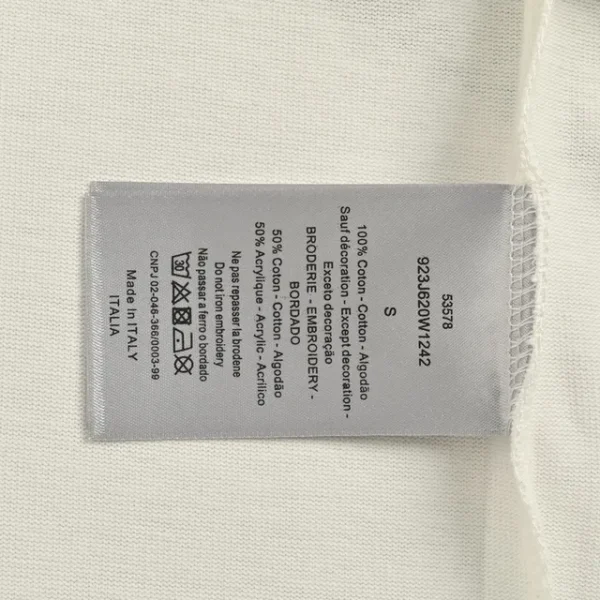 53578
923J620W1242
S
100% Coton - Cotton - Algodão
Sauf décoration - Except decoration -
Exceto decoração
BRODERIE - EMBROIDERY -
BORDADO
50% Coton - Cotton - Algodão
50% Acrylique - Acrylic - Acrílico
Ne pas repasser la brodene
Do not iron embroidery
Não passar a ferro o bordado
30
CNPJ 02-046-366/0003-99
Made In ITALY
ITALIA